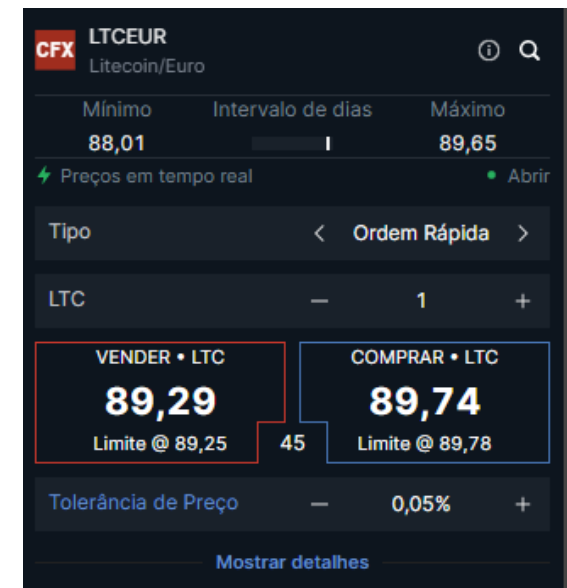 CFX
LTCEUR
Litecoin/Euro
Mínimo Intervalo de dias Máximo
88,01 89,65
Preços em tempo real Abrir
Tipo < Ordem Rápida >
LTC — 1 +
VENDER • LTC COMPRAR • LTC
89,29 89,74
Limite @ 89,25 45 Limite @ 89,78
Tolerância de Preço — 0,05% +
Mostrar detalhes